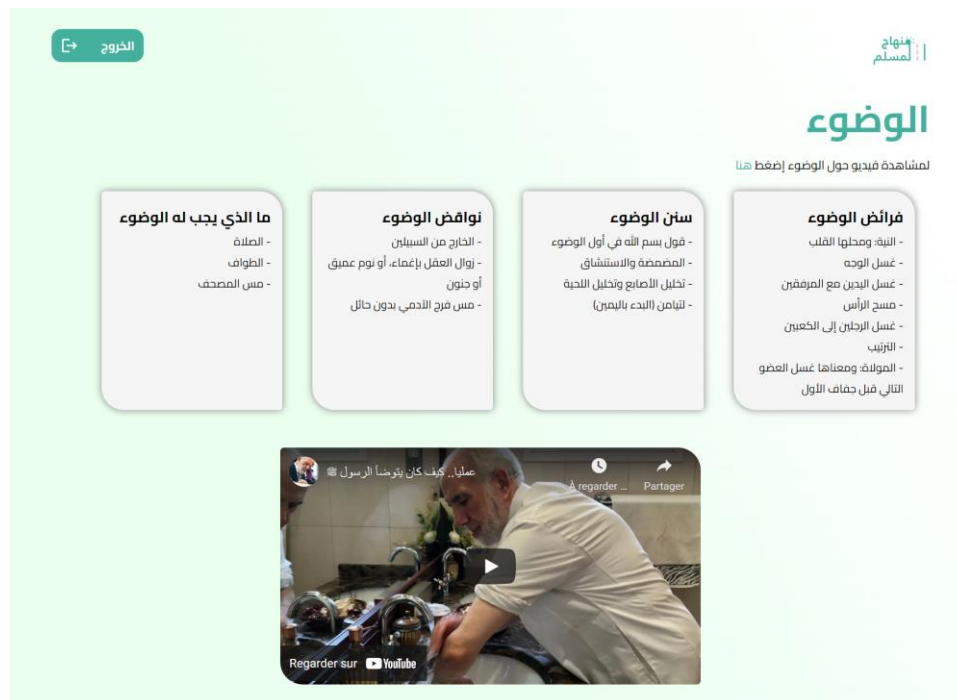 منهاج
لمسلم
الخروج
الوضوء
لمشاهدة فيديو حول الوضوء إضغط هنا
فرائض الوضوء
- النية: ومحلها القلب
- غسل الوجه
- غسل اليدين مع المرفقين
- مسح الرأس
- غسل الرجلين إلى الكعبين
- الترتيب
- المولاة: ومعناها غسل العضو
التالي قبل جفاف الأول
سنن الوضوء
- قول بسم الله في أول الوضوء
- المضمضة والاستنشاق
- تخليل الأصابع وتخليل اللحية
- لتيامن (البدء باليمين)
نواقض الوضوء
- الخارج من السبيلين
- زوال العقل بإغماء، أو نوم عميق
أو جنون
- مس فرج الآدمي بدون حائل
ما الذي يجب له الوضوء
- الصلاة
- الطواف
- مس المصحف
عمليا.. كيف كان يتوضأ الرسول ﷺ
À regarder ...
Partager
Regarder sur YouTube